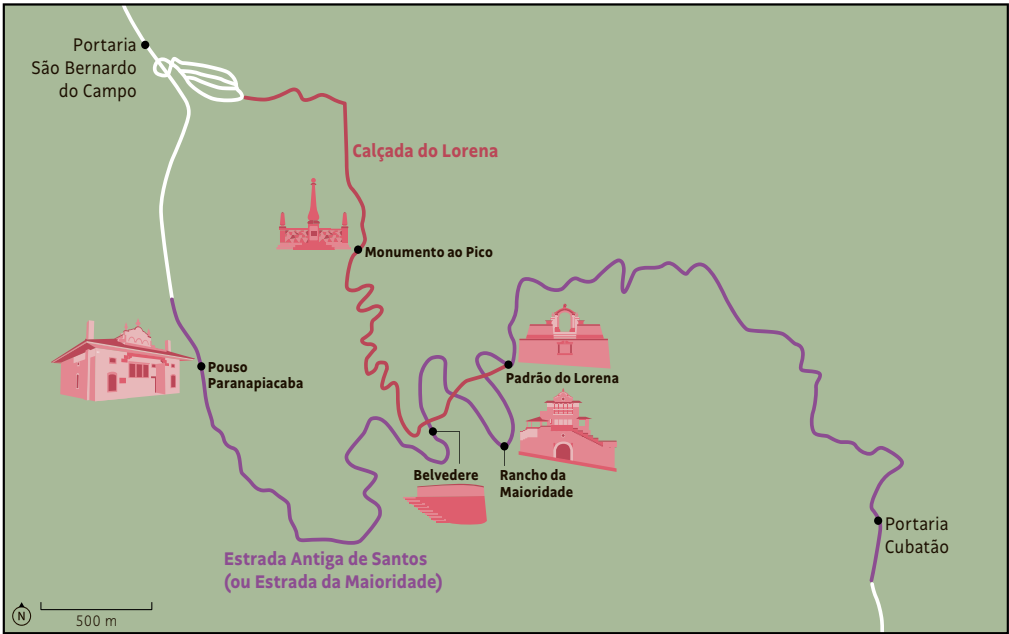 Portaria
São Bernardo
do Campo
Calçada do Lorena
Monumento ao Pico
Pouso
Paranapiacaba
Padrão do Lorena
Belvedere
Rancho da
Maioridade
Portaria
Cubatão
Estrada Antiga de Santos
(ou Estrada da Maioridade)
N
500 m